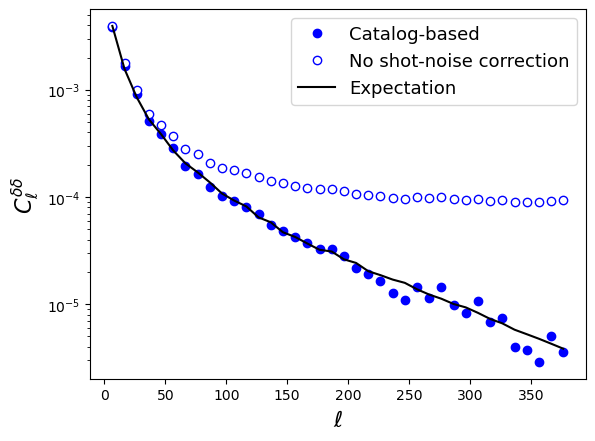 Catalog-based
No shot-noise correction
Expectation
10⁻³
10⁻⁴
10⁻⁵
C_ℓ^{δδ}
0 50 100 150 200 250 300 350
ℓ